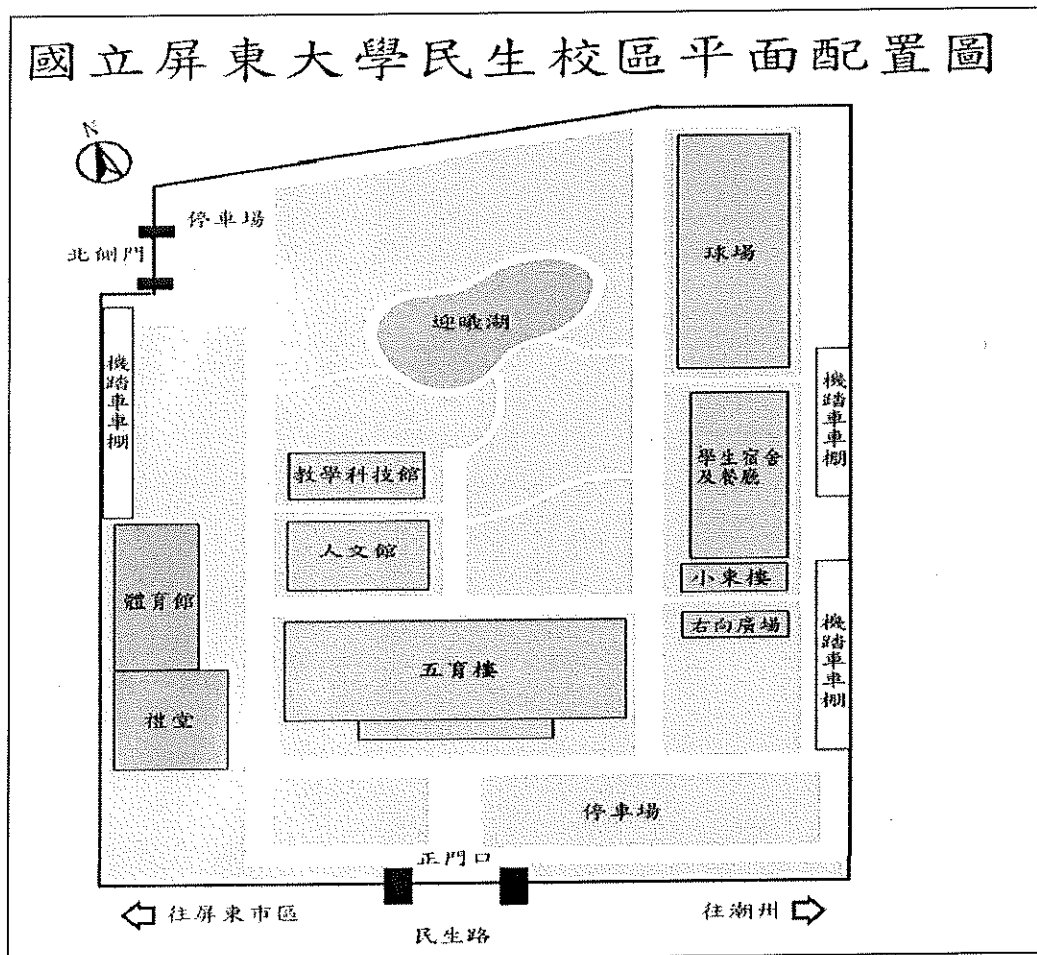 國立屏東大學民生校區平面配置圖
N
停車場
北側門
球場
迎曦湖
機踏車車棚
機踏車車棚
教學科技館
學生宿舍
及餐廳
人文館
小東樓
體育館
右向廣場
機踏車車棚
五育樓
禮堂
停車場
正門口
往屏東市區
往潮州
民生路